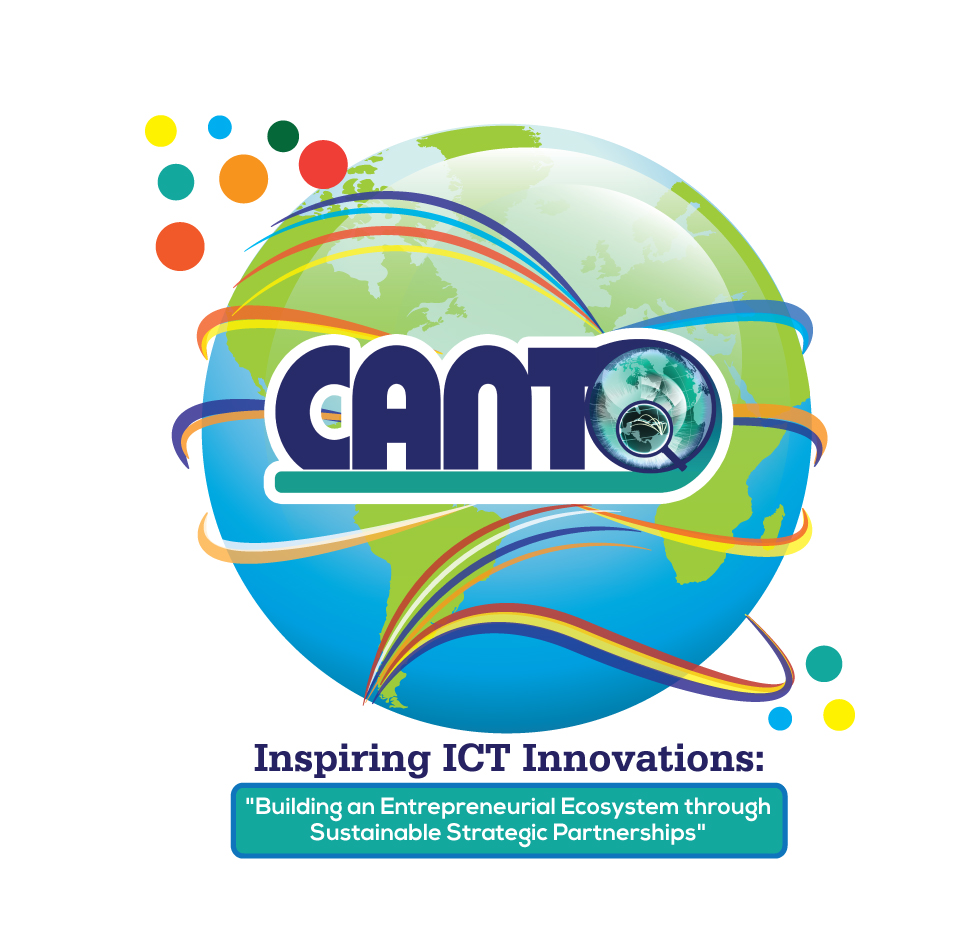 CANTO
Inspiring ICT Innovations:
"Building an Entrepreneurial Ecosystem through
Sustainable Strategic Partnerships"